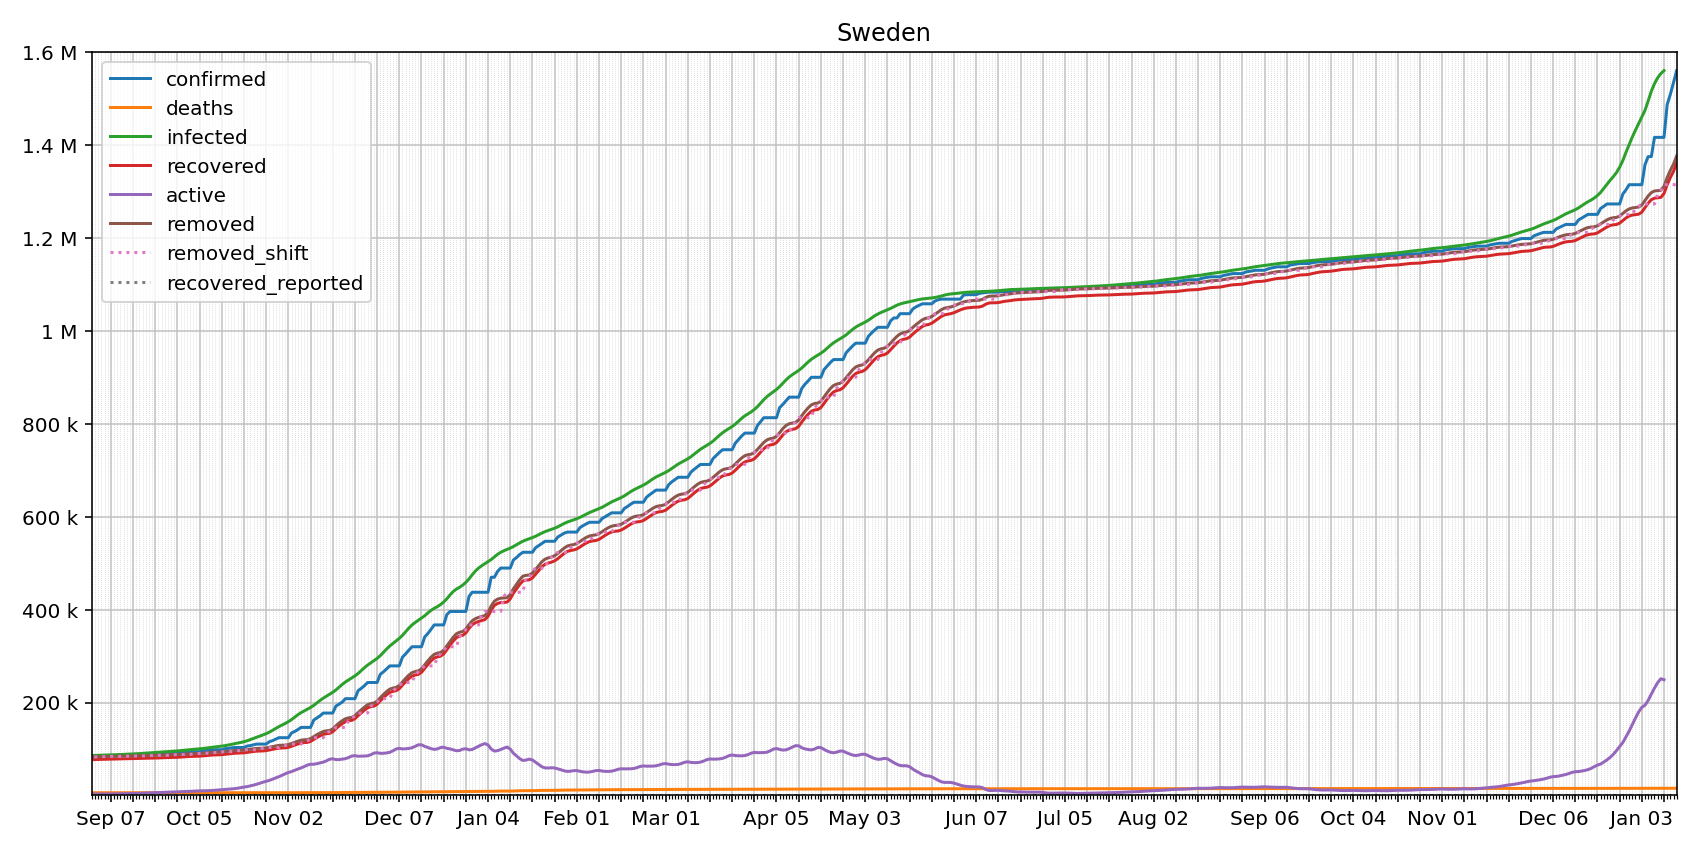 Sweden
1.6 M
1.4 M
1.2 M
1 M
800 k
600 k
400 k
200 k
confirmed
deaths
infected
recovered
active
removed
removed_shift
recovered_reported
Sep 07 Oct 05 Nov 02 Dec 07 Jan 04 Feb 01 Mar 01 Apr 05 May 03 Jun 07 Jul 05 Aug 02 Sep 06 Oct 04 Nov 01 Dec 06 Jan 03